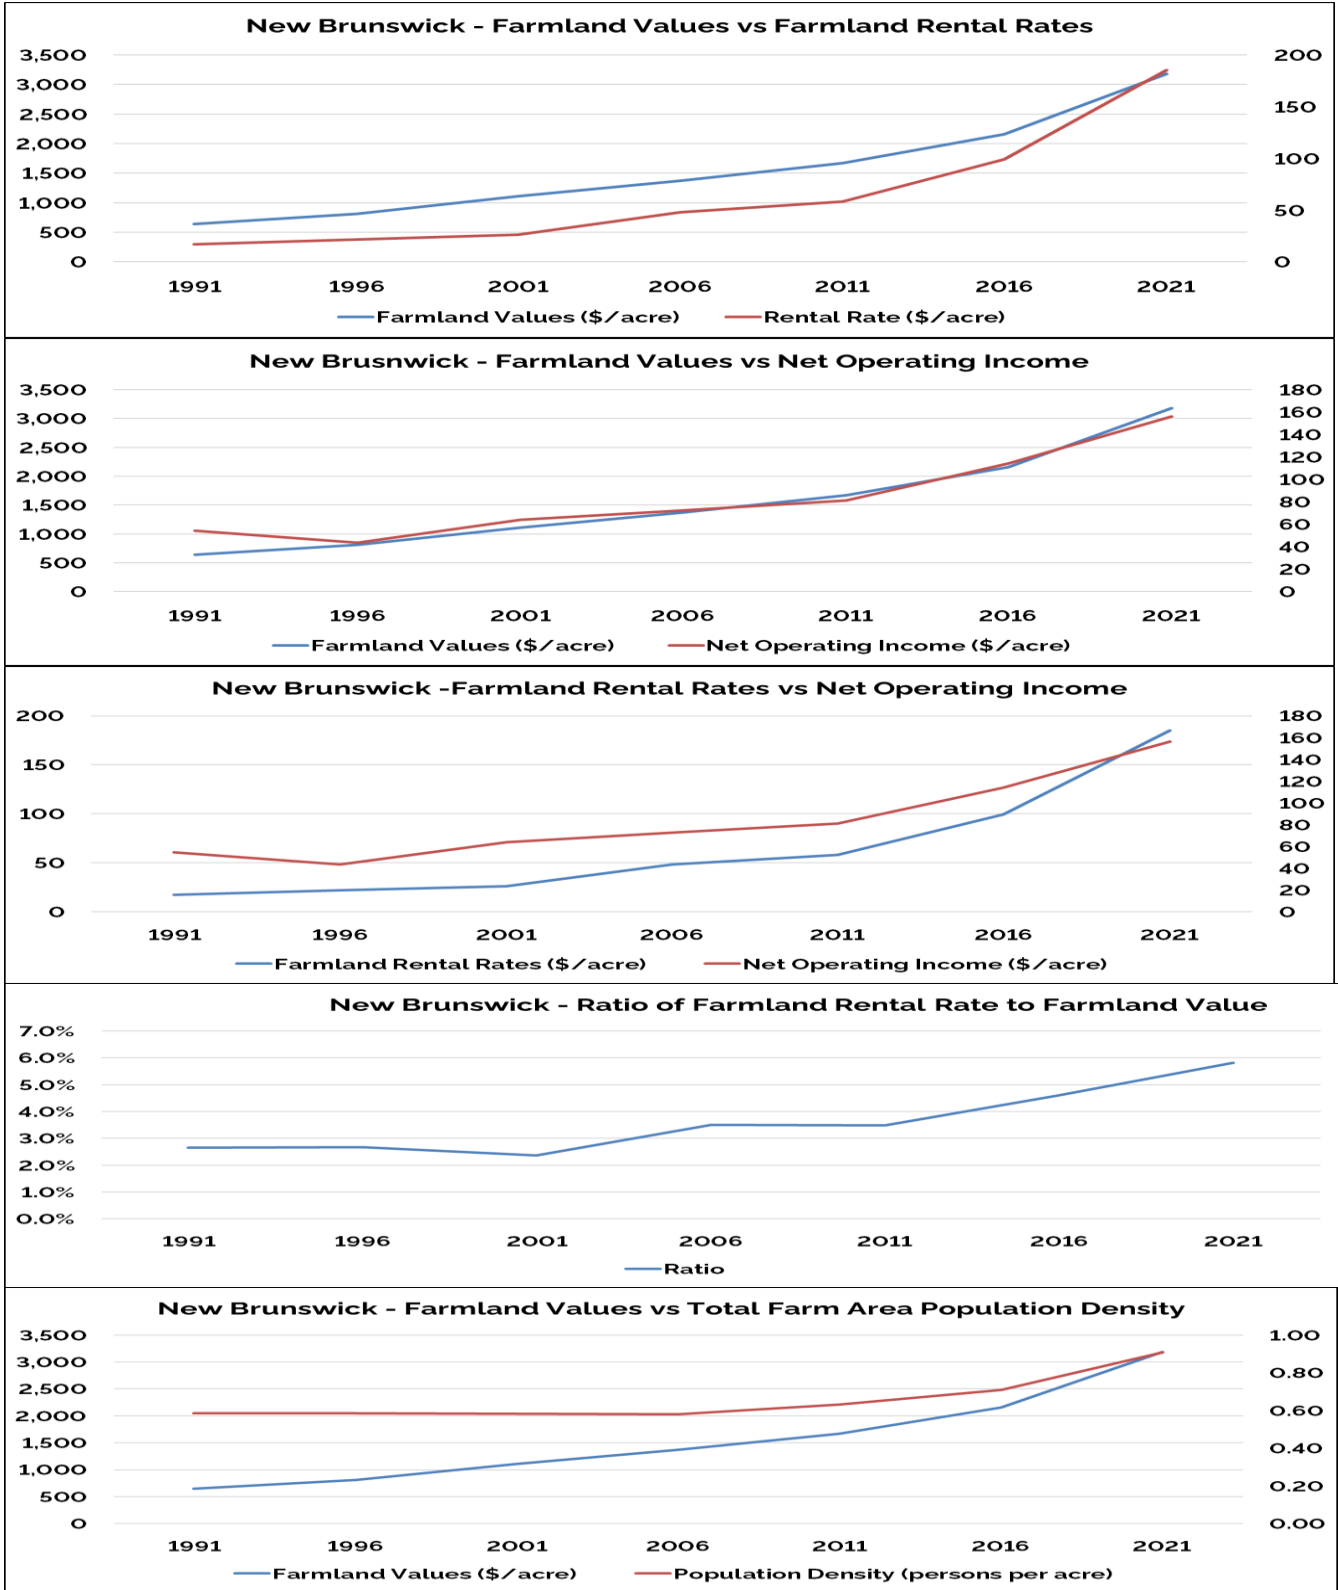 New Brunswick - Farmland Values vs Farmland Rental Rates
3,500 200
3,000
2,500 150
2,000
1,500 100
1,000
500 50
0 0
1991 1996 2001 2006 2011 2016 2021
Farmland Values ($/acre) Rental Rate ($/acre)
New Brusnwick - Farmland Values vs Net Operating Income
3,500 180
3,000 160
2,500 140
2,000 120
1,500 100
1,000 80
500 60
0 40
20
0
1991 1996 2001 2006 2011 2016 2021
Farmland Values ($/acre) Net Operating Income ($/acre)
New Brunswick -Farmland Rental Rates vs Net Operating Income
200 180
150 160
100 140
50 120
0 100
80
60
40
20
0
1991 1996 2001 2006 2011 2016 2021
Farmland Rental Rates ($/acre) Net Operating Income ($/acre)
New Brunswick - Ratio of Farmland Rental Rate to Farmland Value
7.0%
6.0%
5.0%
4.0%
3.0%
2.0%
1.0%
0.0%
1991 1996 2001 2006 2011 2016 2021
Ratio
New Brunswick - Farmland Values vs Total Farm Area Population Density
3,500 1.00
3,000 0.80
2,500
2,000 0.60
1,500 0.40
1,000
500 0.20
0 0.00
1991 1996 2001 2006 2011 2016 2021
Farmland Values ($/acre) Population Density (persons per acre)